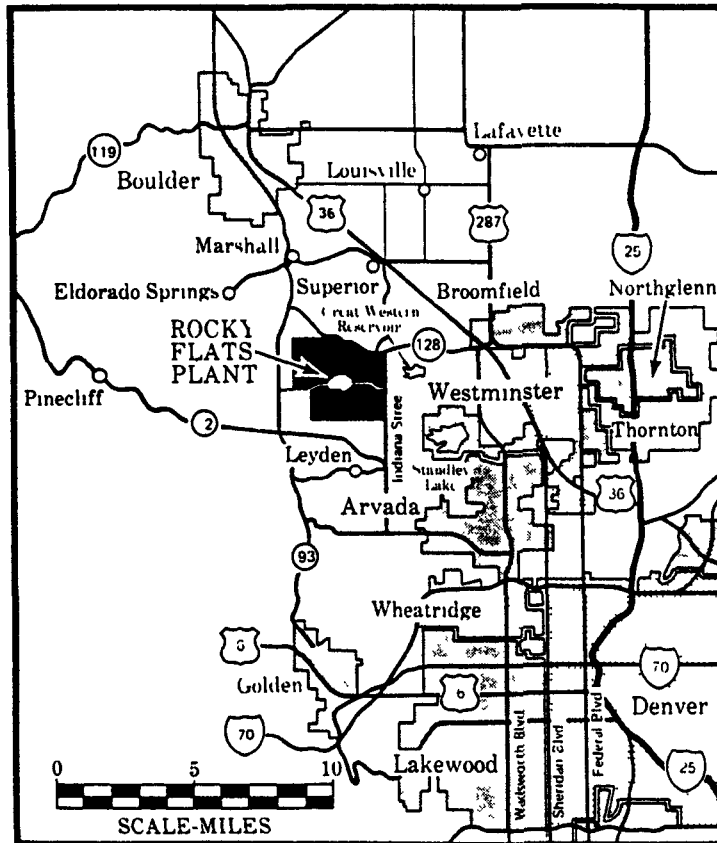 Lafayette
119
Louisville
Boulder
36
287
Marshall
25
Superior
Broomfield
Northglenn
Eldorado Springs
Great Western
Reservoir
ROCKY
FLATS
PLANT
128
Westminster
Pinecliff
2
Thornton
Indiana Stree
Leyden
Standley
Lake
36
Arvada
93
Wheatridge
6
70
Golden
6
Denver
70
Wadsworth Blvd
Sheridan Blvd
Federal Blvd
25
Lakewood
0 5 10
SCALE-MILES